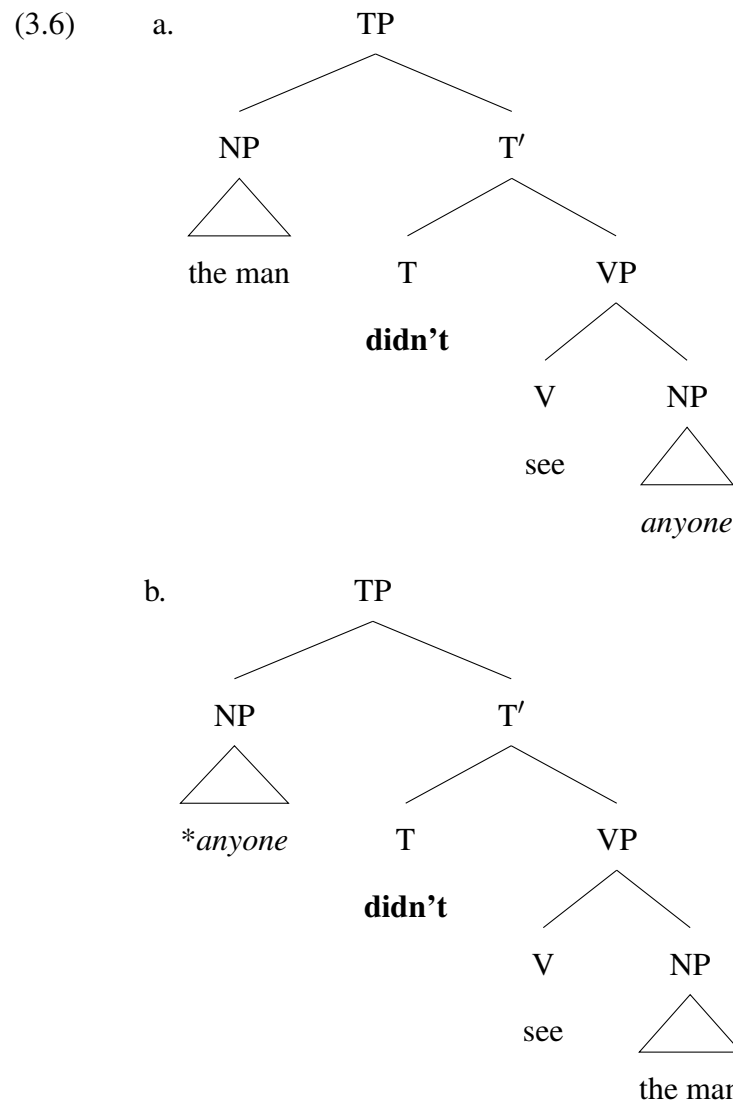 (3.6) a. TP
NP T′
the man T VP
didn't
V NP
see
anyone
b. TP
NP T′
*anyone T VP
didn't
V NP
see
the man